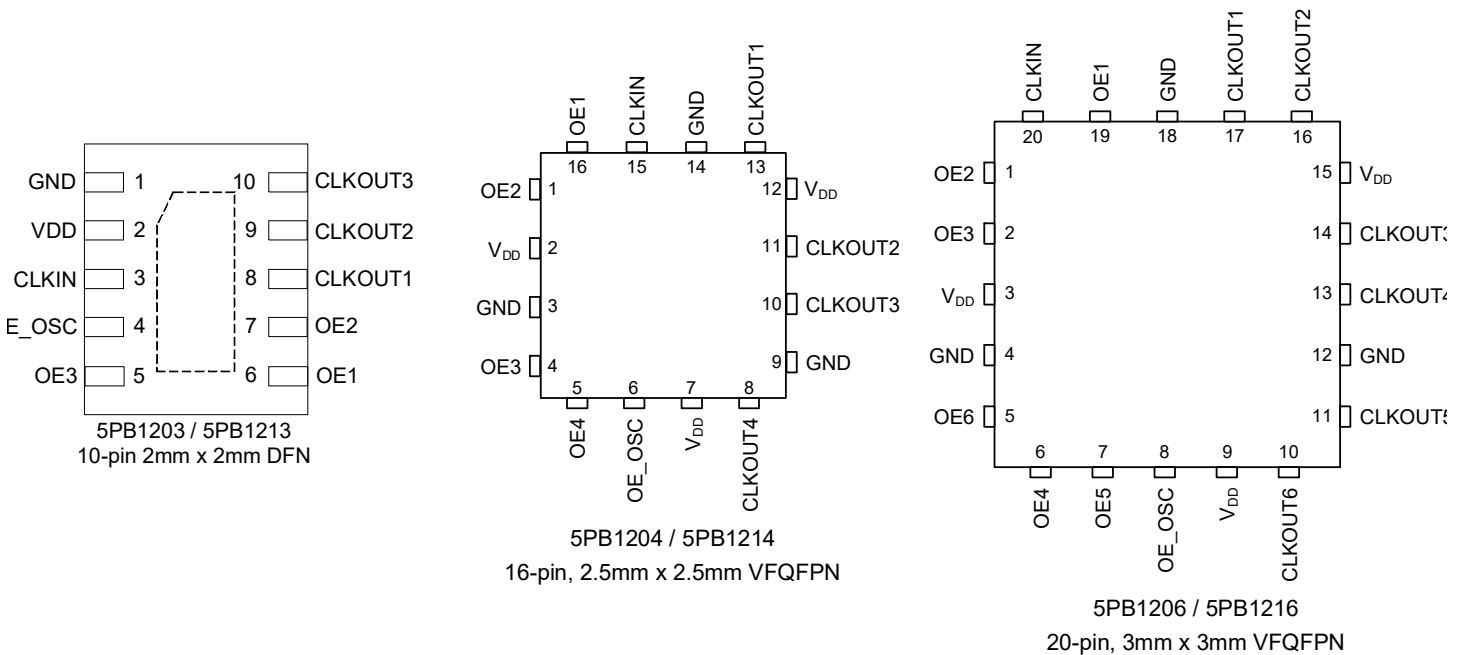 GND 1 10 CLKOUT3
VDD 2 9 CLKOUT2
CLKIN 3 8 CLKOUT1
E_OSC 4 7 OE2
OE3 5 6 OE1
5PB1203 / 5PB1213
10-pin 2mm x 2mm DFN
OE1
CLKIN
GND
CLKOUT1
16 15 14 13
OE2 1 12 VDD
VDD 2 11 CLKOUT2
GND 3 10 CLKOUT3
OE3 4 9 GND
5 6 7 8
OE4
OE_OSC
VDD
CLKOUT4
5PB1204 / 5PB1214
16-pin, 2.5mm x 2.5mm VFQFPN
CLKIN
OE1
GND
CLKOUT1
CLKOUT2
20 19 18 17 16
OE2 1 15 VDD
OE3 2 14 CLKOUT3
VDD 3 13 CLKOUT4
GND 4 12 GND
OE6 5 11 CLKOUT5
6 7 8 9 10
OE4
OE5
OE_OSC
VDD
CLKOUT6
5PB1206 / 5PB1216
20-pin, 3mm x 3mm VFQFPN